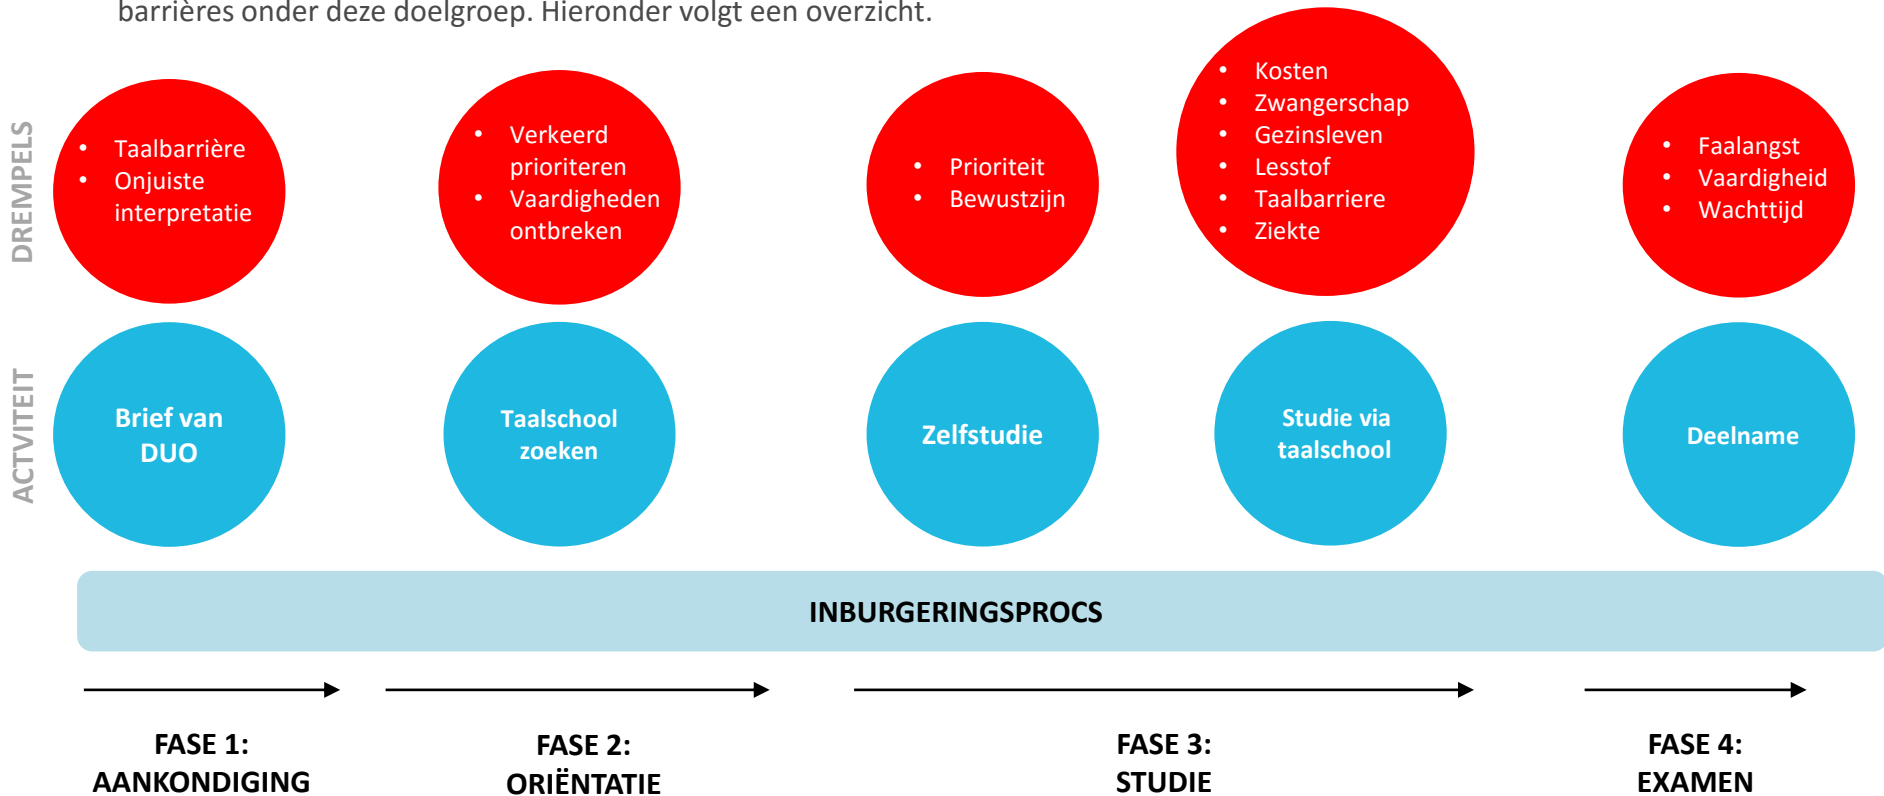 barrières onder deze doelgroep. Hieronder volgt een overzicht.
DREMPELS
• Taalbarrière
• Onjuiste
interpretatie
• Verkeerd
prioriteren
• Vaardigheden
ontbreken
• Prioriteit
• Bewustzijn
• Kosten
• Zwangerschap
• Gezinsleven
• Lesstof
• Taalbarriere
• Ziekte
• Faalangst
• Vaardigheid
• Wachttijd
ACTVITEIT
Brief van
DUO
Taalschool
zoeken
Zelfstudie
Studie via
taalschool
Deelname
INBURGERINGSPROCS
FASE 1:
AANKONDIGING
FASE 2:
ORIËNTATIE
FASE 3:
STUDIE
FASE 4:
EXAMEN